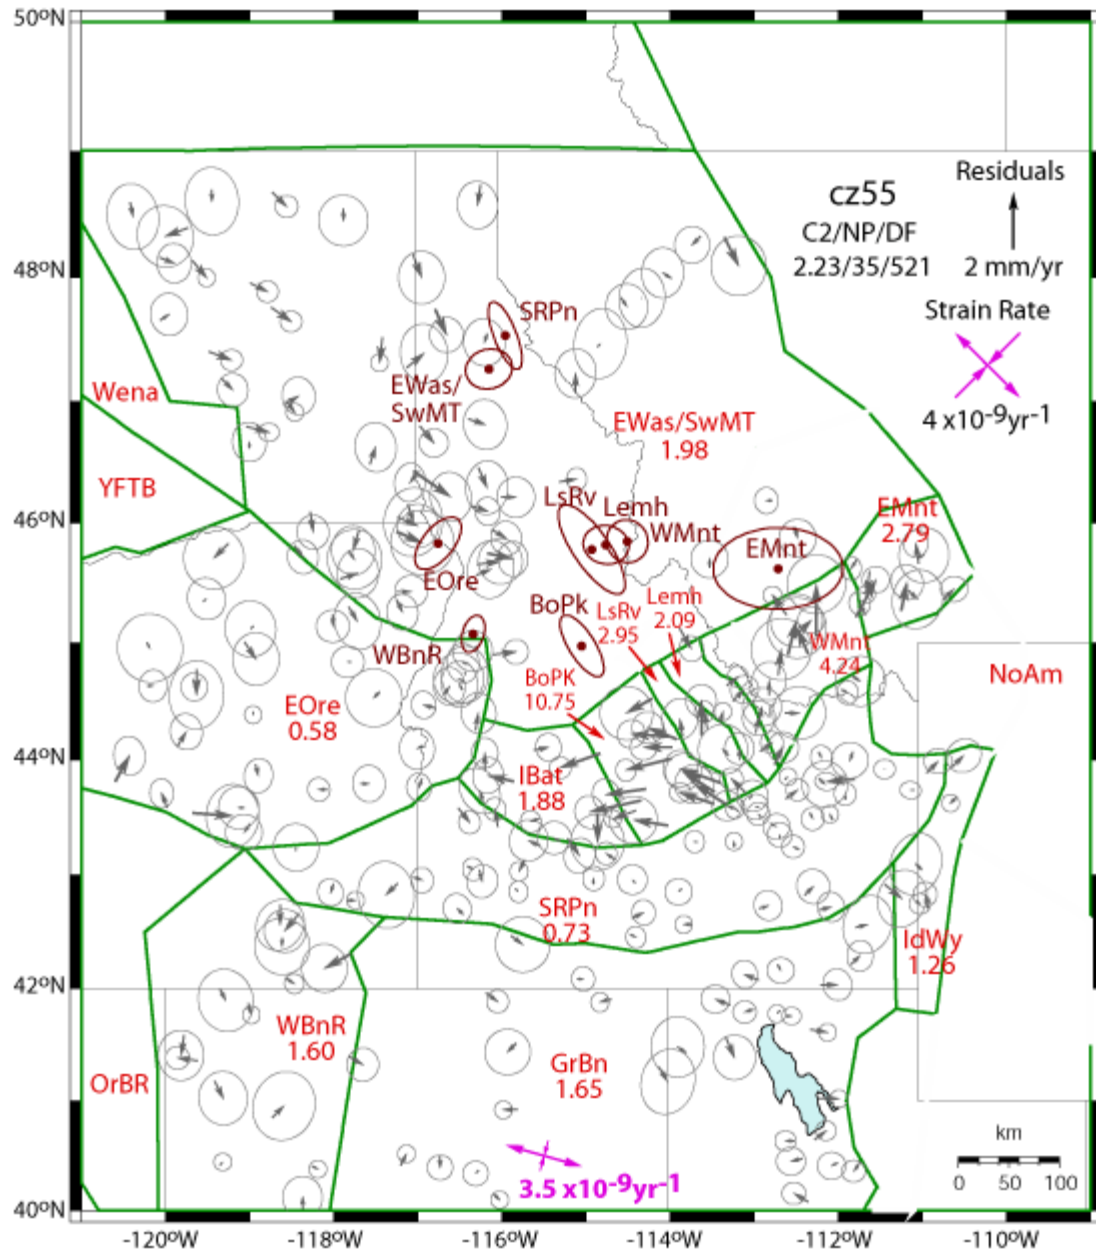 50ºN
48ºN
46ºN
44ºN
42ºN
40ºN
-120ºW
-118ºW
-116ºW
-114ºW
-112ºW
-110ºW
cz55
C2/NP/DF
2.23/35/521
Residuals
2 mm/yr
Strain Rate
4 x10-9yr-1
SRPn
EWas/
SwMT
Wena
YFTB
EWas/SwMT
1.98
LsRv
Lemh
WMnt
EMnt
EMnt
2.79
EOre
BoPk
WBnR
LsRv
2.95
Lemh
2.09
WMnt
4.24
BoPK
10.75
NoAm
EOre
0.58
IBat
1.88
SRPn
0.73
IdWy
1.26
WBnR
1.60
OrBR
GrBn
1.65
3.5 x10-9yr-1
km
0
50
100